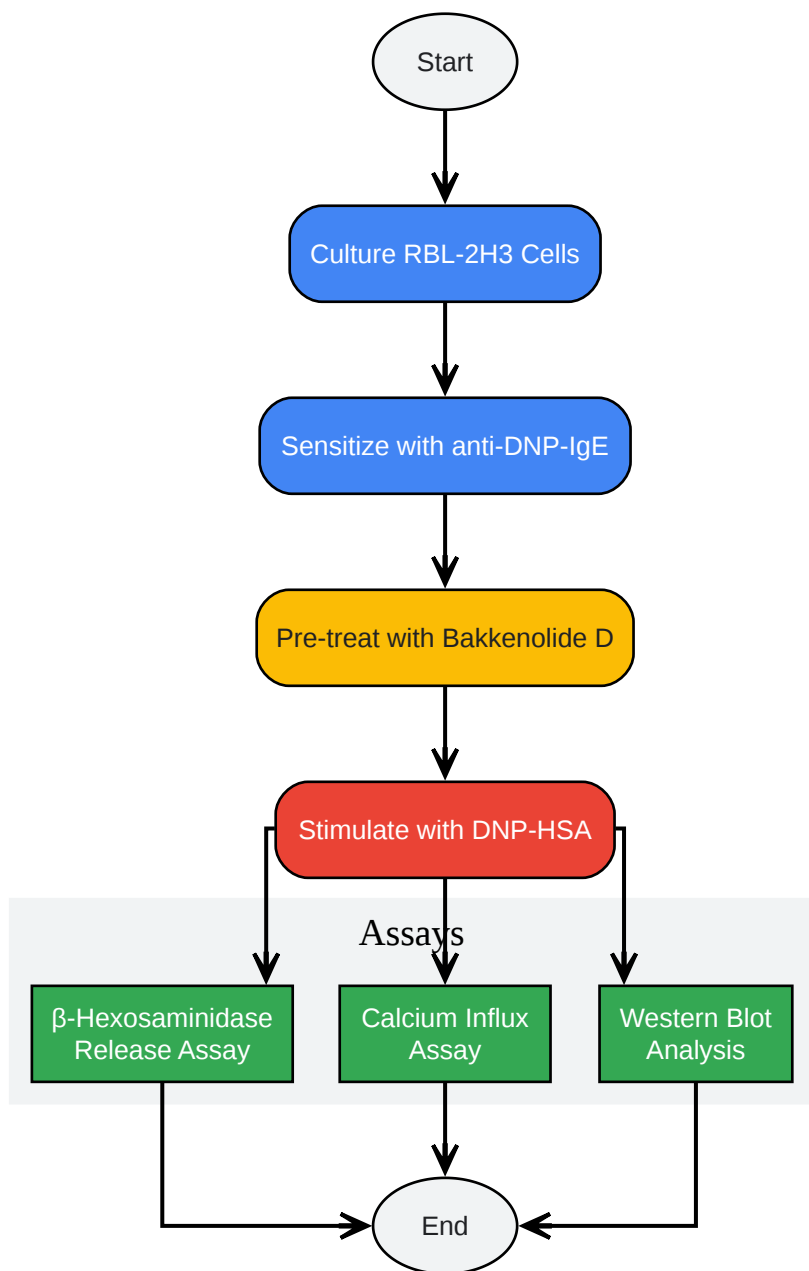 Start
Culture RBL-2H3 Cells
Sensitize with anti-DNP-IgE
Pre-treat with Bakkenolide D
Stimulate with DNP-HSA
Assays
β-Hexosaminidase
Release Assay
Calcium Influx
Assay
Western Blot
Analysis
End